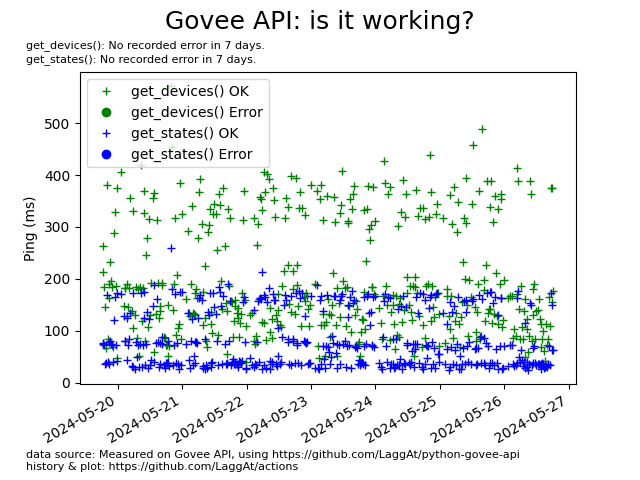 Govee API: is it working?
get_devices(): No recorded error in 7 days.
get_states(): No recorded error in 7 days.
get_devices() OK
get_devices() Error
get_states() OK
get_states() Error
Ping (ms)
500
400
300
200
100
0
2024-05-20
2024-05-21
2024-05-22
2024-05-23
2024-05-24
2024-05-25
2024-05-26
2024-05-27
data source: Measured on Govee API, using https://github.com/LaggAt/python-govee-api
history & plot: https://github.com/LaggAt/actions